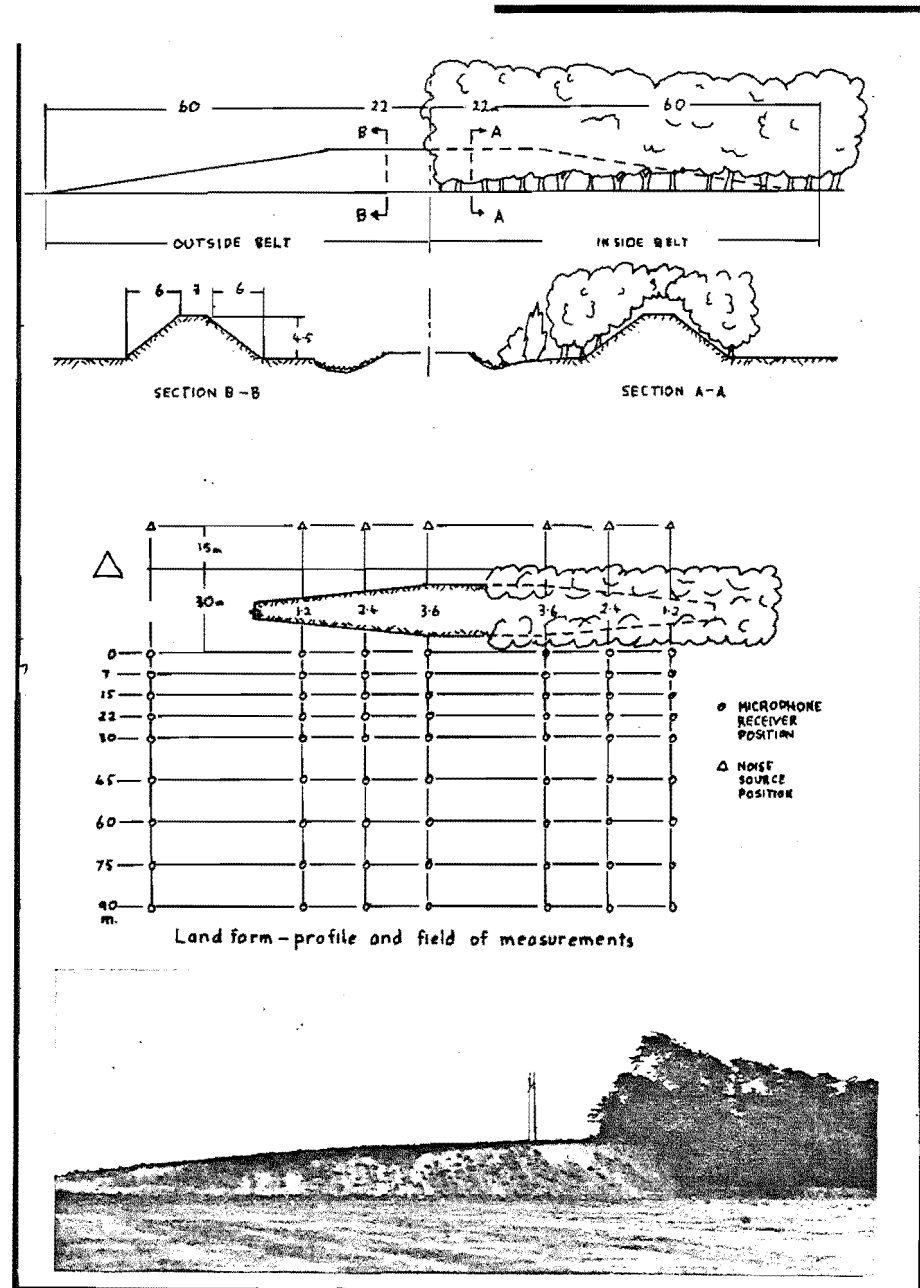 60 22 22 60
B A
B A
OUTSIDE BELT INSIDE BELT
6 3 6
4.5
SECTION B-B SECTION A-A
15m
30m
1.2 2.4 3.6 3.6 2.4 1.2
0
7
15
22
30
45
60
75
90
m.
MICROPHONE
RECEIVER
POSITION
NOISE
SOURCE
POSITION
Land form - profile and field of measurements